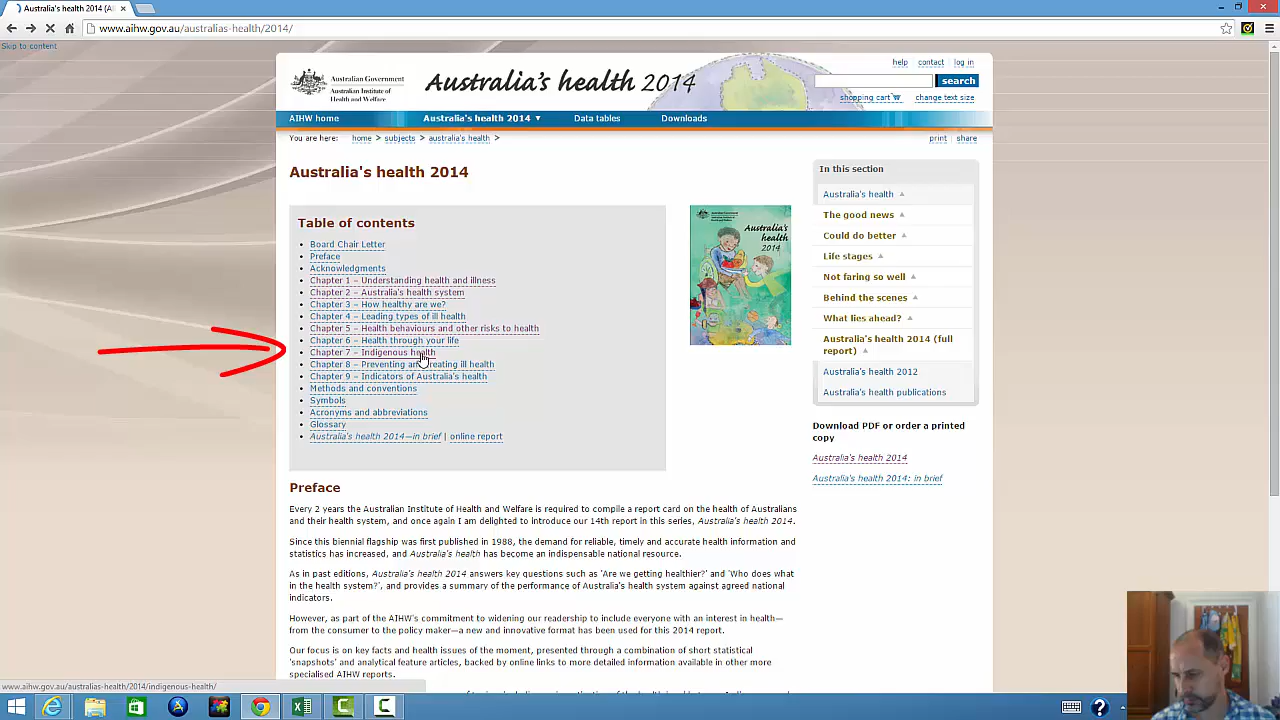 Australia's health 2014 (A
www.aihw.gov.au/australias-health/2014/
Skip to content
help contact log in
Australian Government
Australian Institute of
Health and Welfare
Australia's health 2014
search
shopping cart change text size
AIHW home Australia's health 2014 ▼ Data tables Downloads
You are here: home > subjects > australia's health >
print share
Australia's health 2014
Table of contents
• Board Chair Letter
• Preface
• Acknowledgments
• Chapter 1 – Understanding health and illness
• Chapter 2 – Australia's health system
• Chapter 3 – How healthy are we?
• Chapter 4 – Leading types of ill health
• Chapter 5 – Health behaviours and other risks to health
• Chapter 6 – Health through your life
• Chapter 7 – Indigenous health
• Chapter 8 – Preventing and treating ill health
• Chapter 9 – Indicators of Australia's health
• Methods and conventions
• Symbols
• Acronyms and abbreviations
• Glossary
• Australia's health 2014—in brief | online report
Australia's
health
2014
Preface
Every 2 years the Australian Institute of Health and Welfare is required to compile a report card on the health of Australians
and their health system, and once again I am delighted to introduce our 14th report in this series, Australia's health 2014.
Since this biennial flagship was first published in 1988, the demand for reliable, timely and accurate health information and
statistics has increased, and Australia's health has become an indispensable national resource.
As in past editions, Australia's health 2014 answers key questions such as 'Are we getting healthier?' and 'Who does what
in the health system?', and provides a summary of the performance of Australia's health system against agreed national
indicators.
However, as part of the AIHW's commitment to widening our readership to include everyone with an interest in health—
from the consumer to the policy maker—a new and innovative format has been used for this 2014 report.
Our focus is on key facts and health issues of the moment, presented through a combination of short statistical
'snapshots' and analytical feature articles, backed by online links to more detailed information available in other more
specialised AIHW reports.
In this section
Australia's health
The good news
Could do better
Life stages
Not faring so well
Behind the scenes
What lies ahead?
Australia's health 2014 (full
report)
Australia's health 2012
Australia's health publications
Download PDF or order a printed
copy
Australia's health 2014
Australia's health 2014: in brief
www.aihw.gov.au/australias-health/2014/indigenous-health/